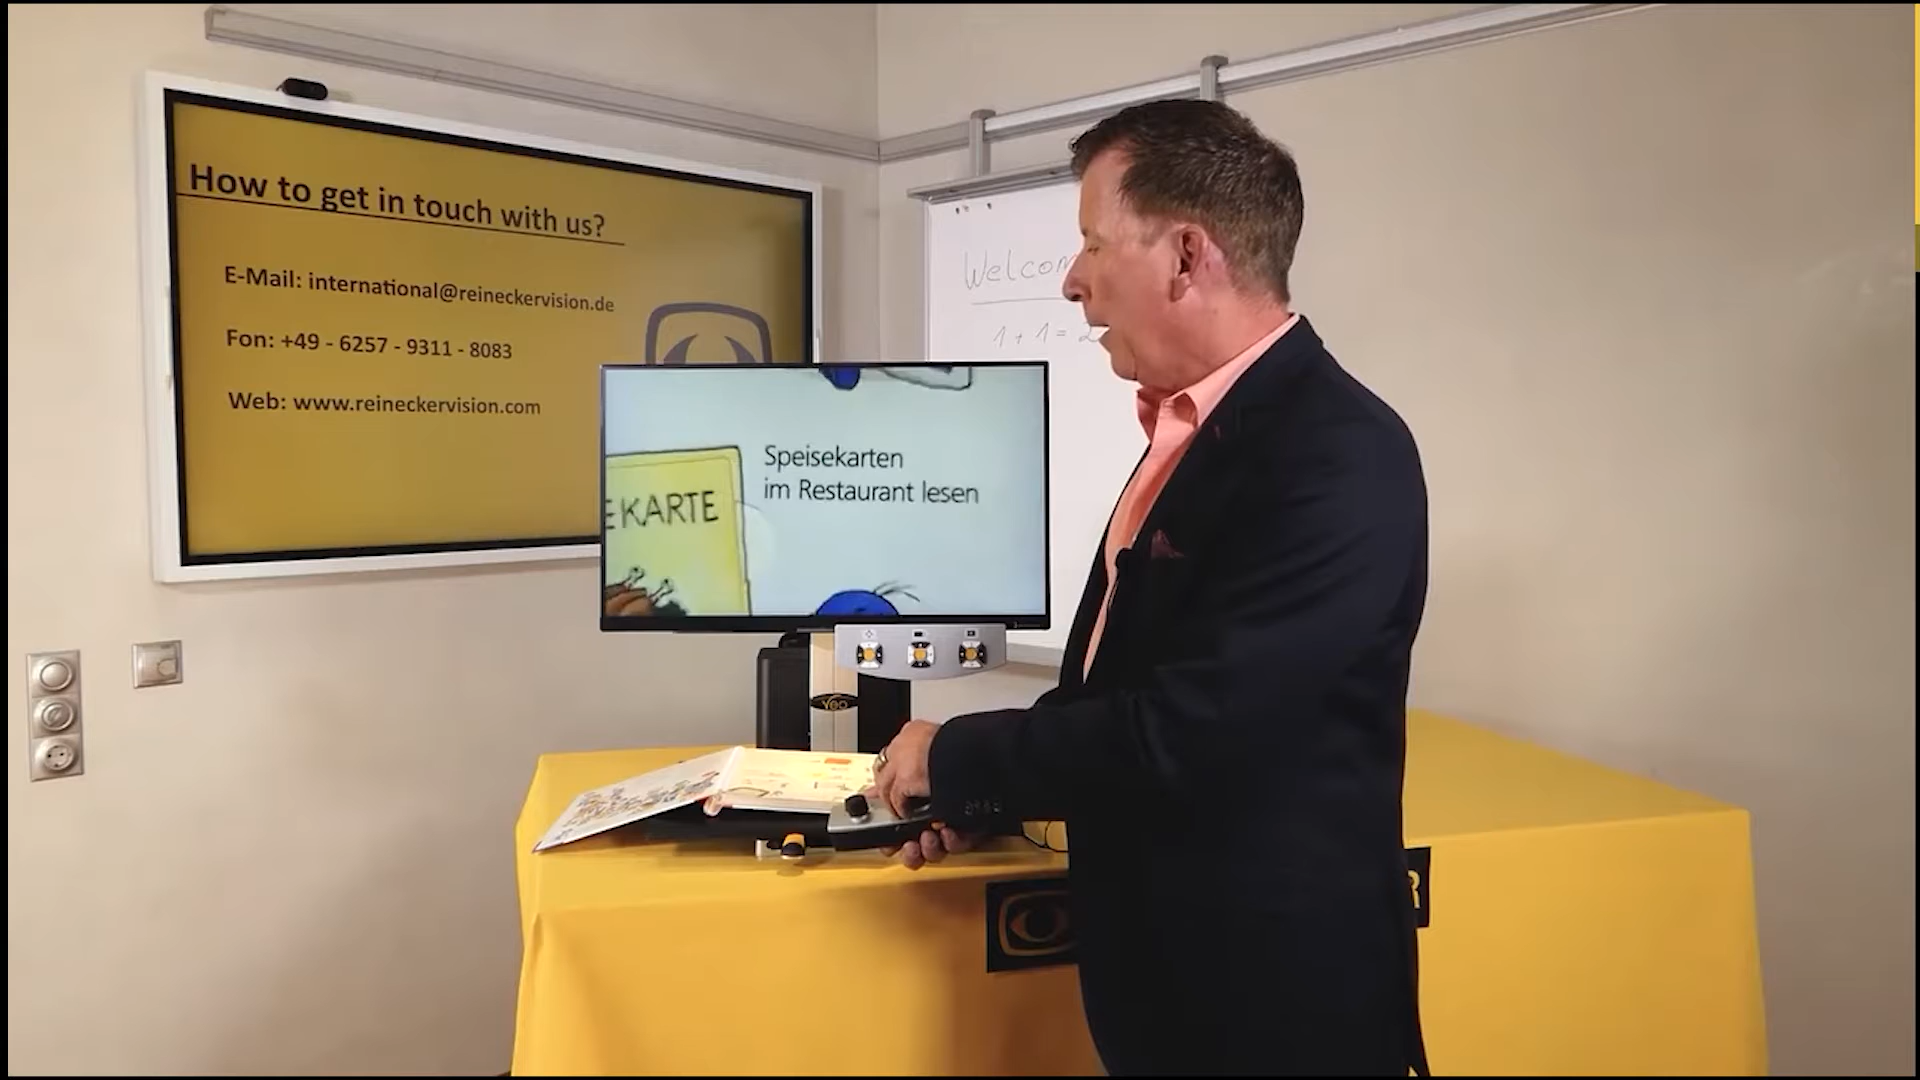 How to get in touch with us?
E-Mail: international@reineckervision.de
Fon: +49 - 6257 - 9311 - 8083
Web: www.reineckervision.com
Welcom
1 + 1 = 2
Speisekarten
im Restaurant lesen
EKARTE
veo
R